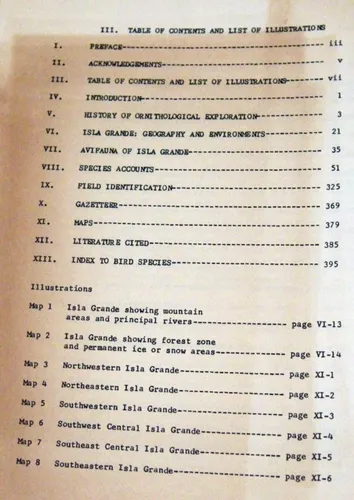 III. TABLE OF CONTENTS AND LIST OF ILLUSTRATIONS
I. PREFACE------------------------------------------ iii
II. ACKNOWLEDGEMENTS--------------------------------- v
III. TABLE OF CONTENTS AND LIST OF ILLUSTRATIONS------- vii
IV. INTRODUCTION------------------------------------- 1
V. HISTORY OF ORNITHOLOGICAL EXPLORATION------------- 3
VI. ISLA GRANDE: GEOGRAPHY AND ENVIRONMENTS---------- 21
VII. AVIFAUNA OF ISLA GRANDE-------------------------- 35
VIII. SPECIES ACCOUNTS--------------------------------- 51
IX. FIELD IDENTIFICATION----------------------------- 325
X. GAZETTEER---------------------------------------- 369
XI. MAPS--------------------------------------------- 379
XII. LITERATURE CITED--------------------------------- 385
XIII. INDEX TO BIRD SPECIES---------------------------- 395
Illustrations
Map 1 Isla Grande showing mountain
areas and principal rivers------------------ page VI-13
Map 2 Isla Grande showing forest zone
and permanent ice or snow areas------------- page VI-14
Map 3 Northwestern Isla Grande-------------------- page XI-1
Map 4 Northeastern Isla Grande-------------------- page XI-2
Map 5 Southwestern Isla Grande-------------------- page XI-3
Map 6 Southwest Central Isla Grande--------------- page XI-4
Map 7 Southeast Central Isla Grande--------------- page XI-5
Map 8 Southeastern Isla Grande-------------------- page XI-6